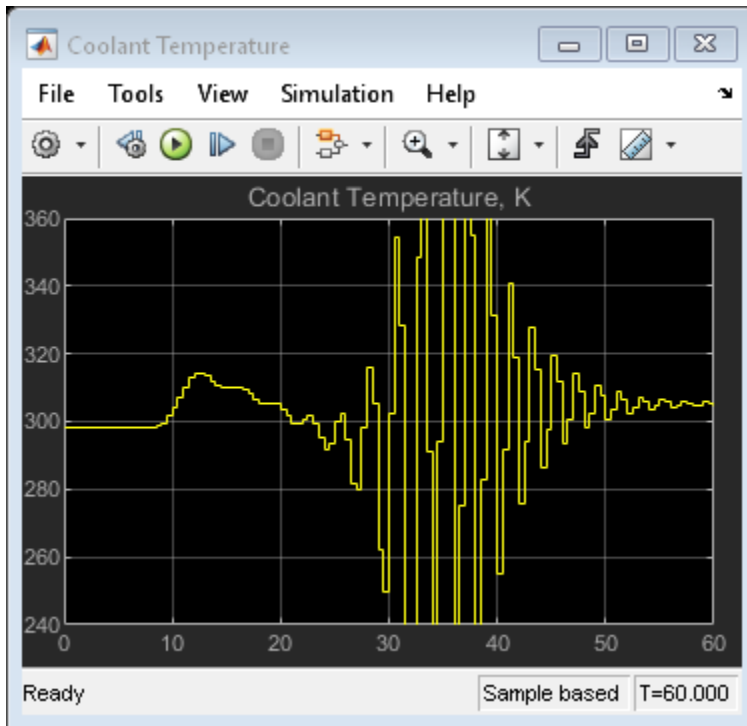 Coolant Temperature
File Tools View Simulation Help
Coolant Temperature, K
360
340
320
300
280
260
240
0 10 20 30 40 50 60
Ready Sample based T=60.000